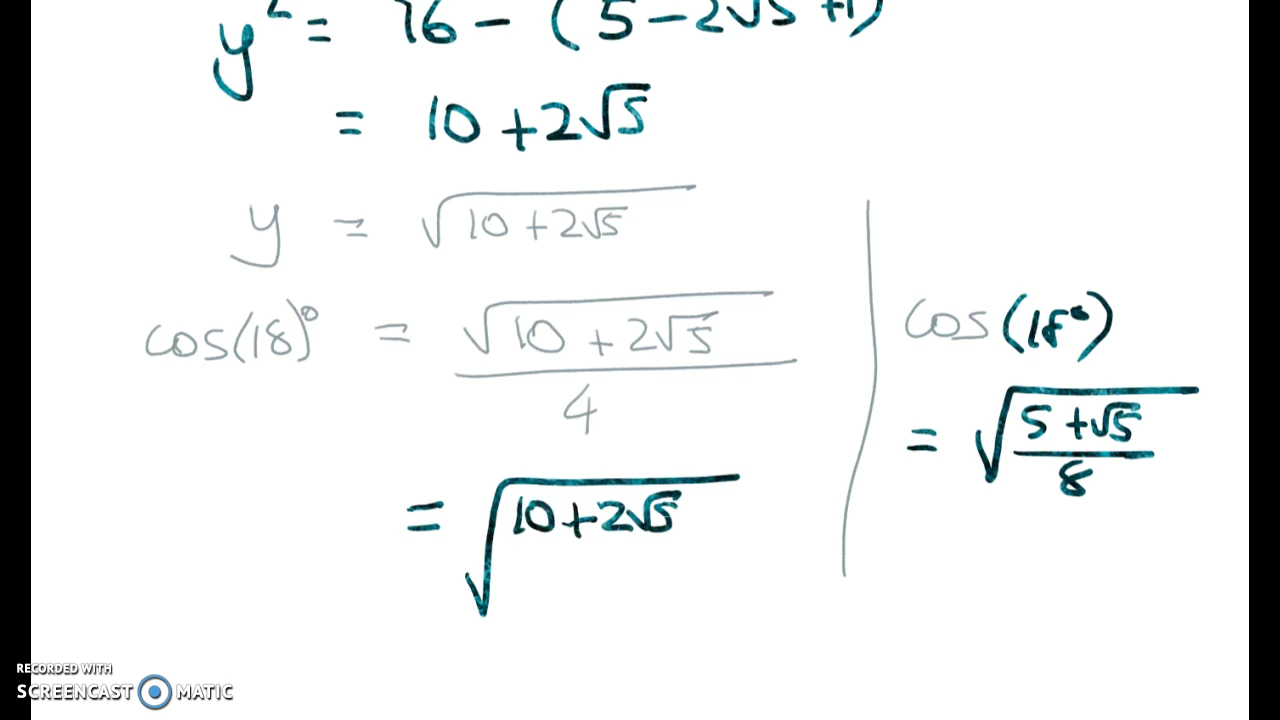 y² = 16 − (5 − 2√5 + 1)
= 10 + 2√5
y = √(10 + 2√5)
cos(18)° = √(10 + 2√5) / 4
= √(10 + 2√5)
cos(18°)
= √((5 + √5) / 8)
RECORDED WITH
SCREENCAST MATIC